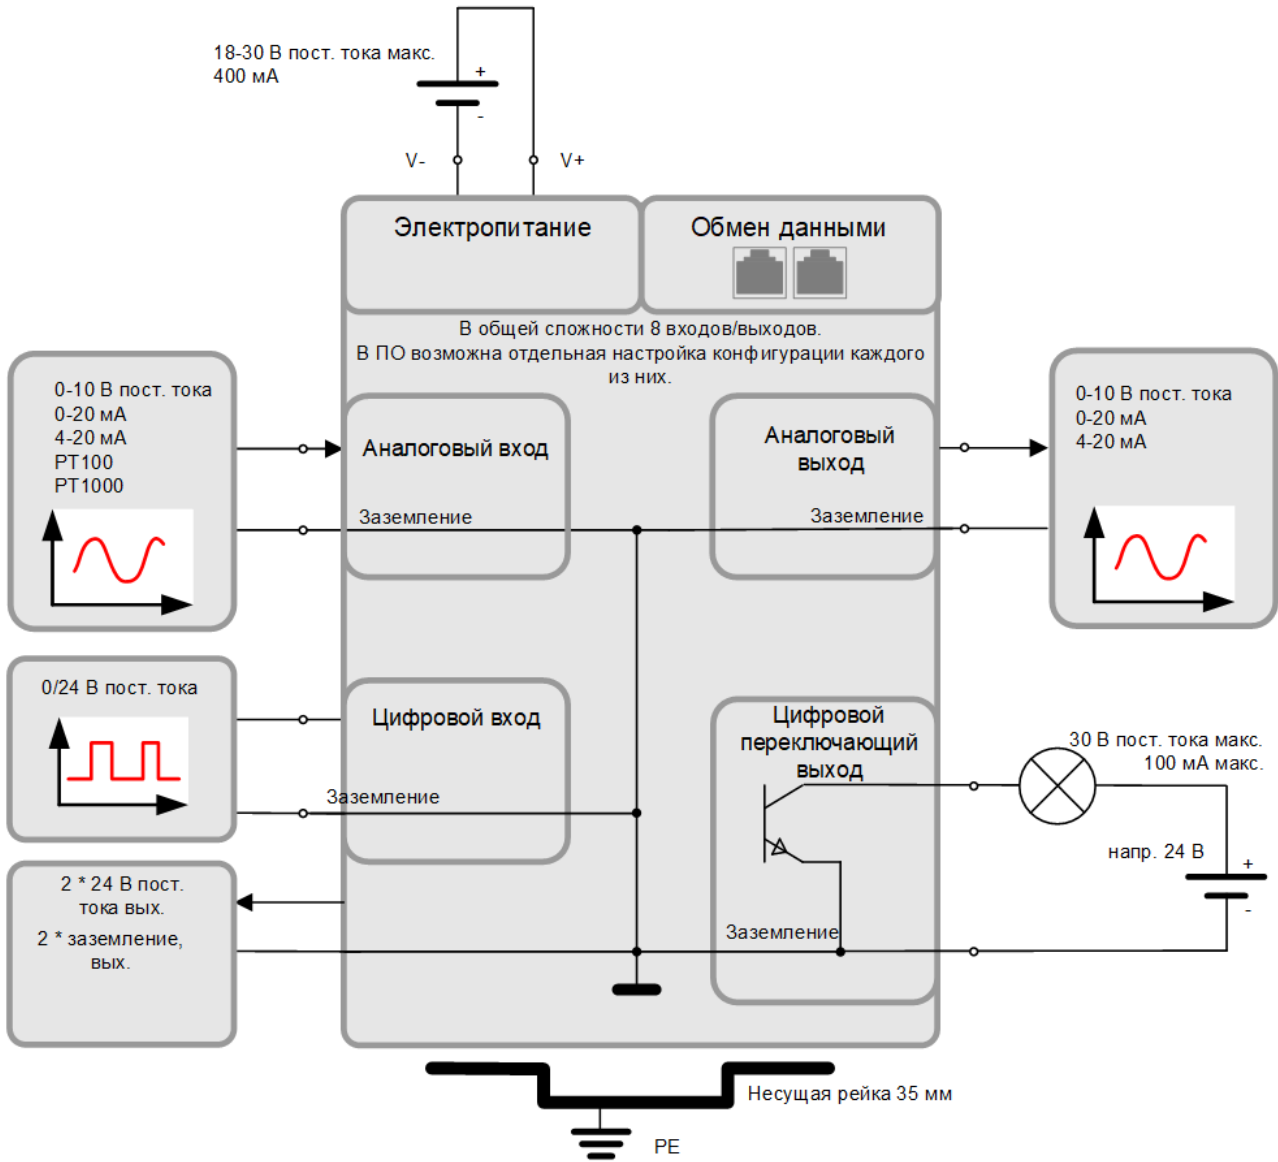 18-30 В пост. тока макс.
400 мА
+
-
V-
V+
Электропитание
Обмен данными
В общей сложности 8 входов/выходов.
В ПО возможна отдельная настройка конфигурации каждого
из них.
0-10 В пост. тока
0-20 мА
4-20 мА
PT100
PT1000
Аналоговый вход
Заземление
Аналоговый
выход
Заземление
0-10 В пост. тока
0-20 мА
4-20 мА
0/24 В пост. тока
Цифровой вход
Заземление
Цифровой
переключающий
выход
Заземление
30 В пост. тока макс.
100 мА макс.
напр. 24 В
+
-
2 * 24 В пост.
тока вых.
2 * заземление,
вых.
Несущая рейка 35 мм
PE